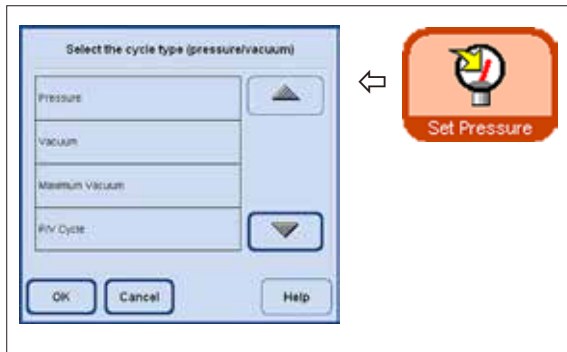 Select the cycle type (pressure/vacuum)
Pressure
Vacuum
Maximum Vacuum
P/V Cycle
OK
Cancel
Help
Set Pressure